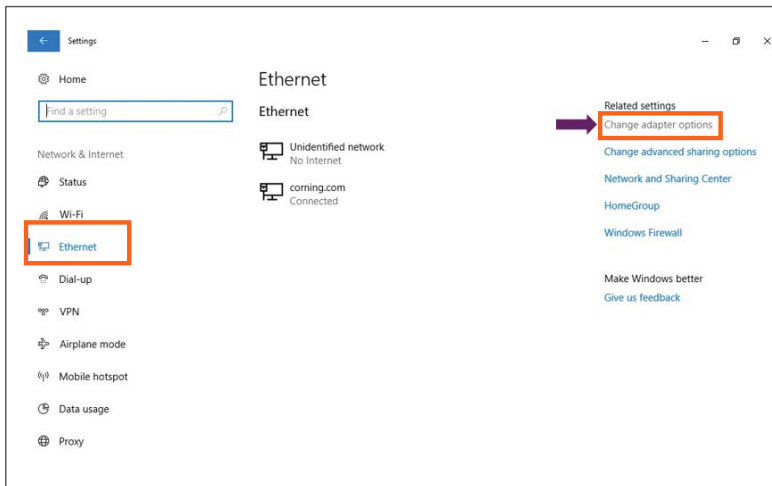 Settings
Home
Find a setting
Network & Internet
Status
Wi-Fi
Ethernet
Dial-up
VPN
Airplane mode
Mobile hotspot
Data usage
Proxy
Ethernet
Ethernet
Unidentified network
No Internet
corning.com
Connected
Related settings
Change adapter options
Change advanced sharing options
Network and Sharing Center
HomeGroup
Windows Firewall
Make Windows better
Give us feedback